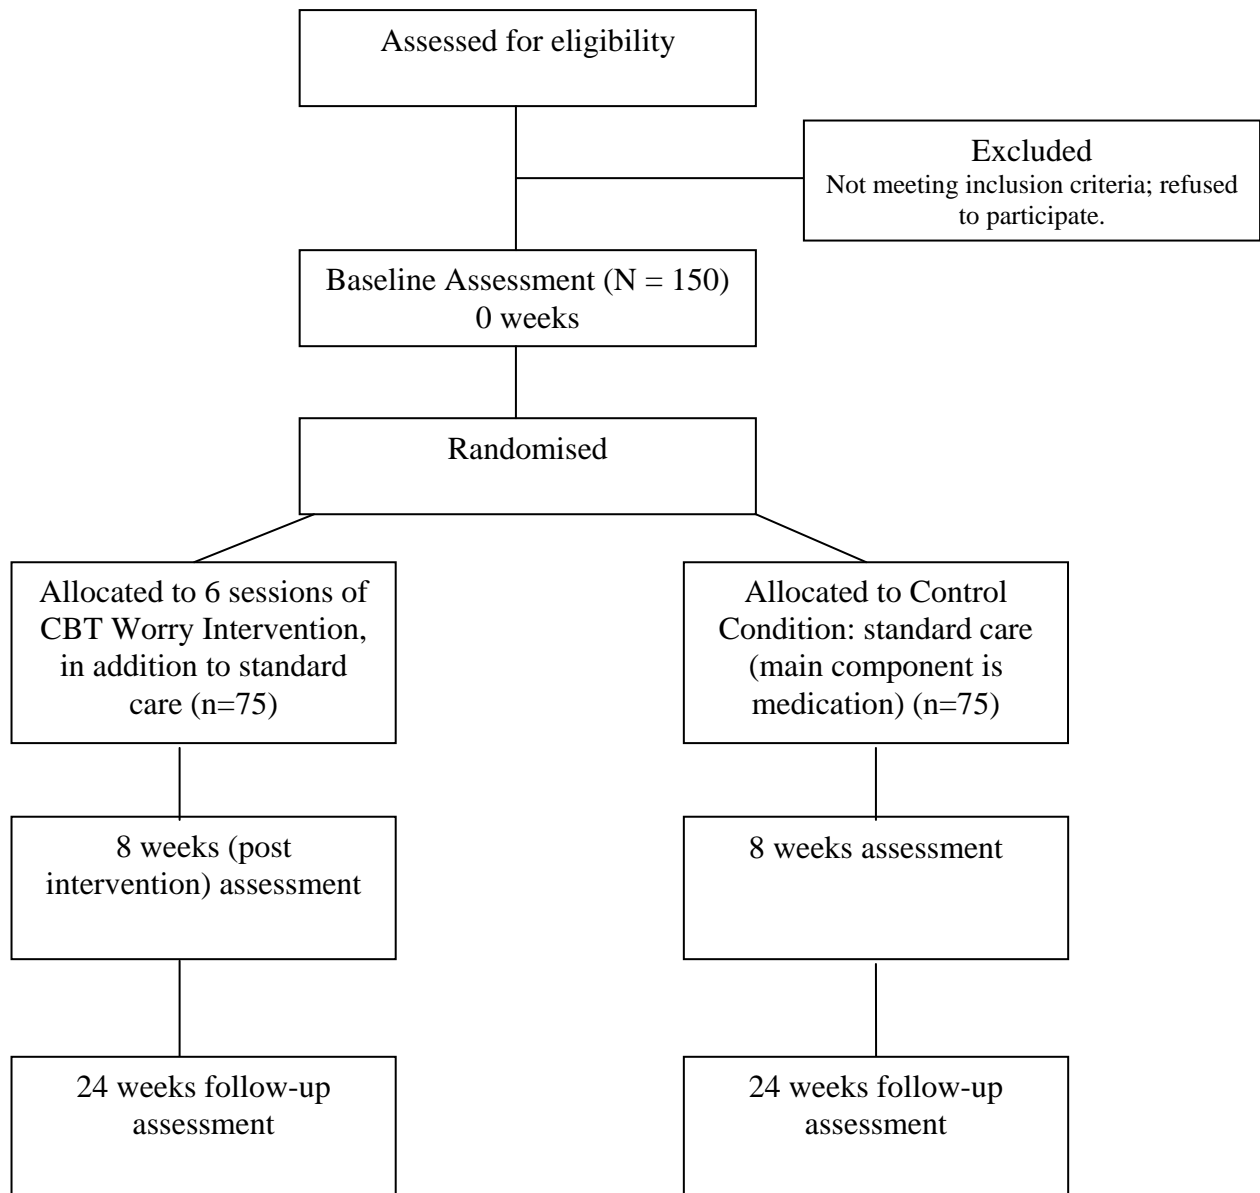 Assessed for eligibility
Excluded
Not meeting inclusion criteria; refused
to participate.
Baseline Assessment (N = 150)
0 weeks
Randomised
Allocated to 6 sessions of
CBT Worry Intervention,
in addition to standard
care (n=75)
Allocated to Control
Condition: standard care
(main component is
medication) (n=75)
8 weeks (post
intervention) assessment
8 weeks assessment
24 weeks follow-up
assessment
24 weeks follow-up
assessment